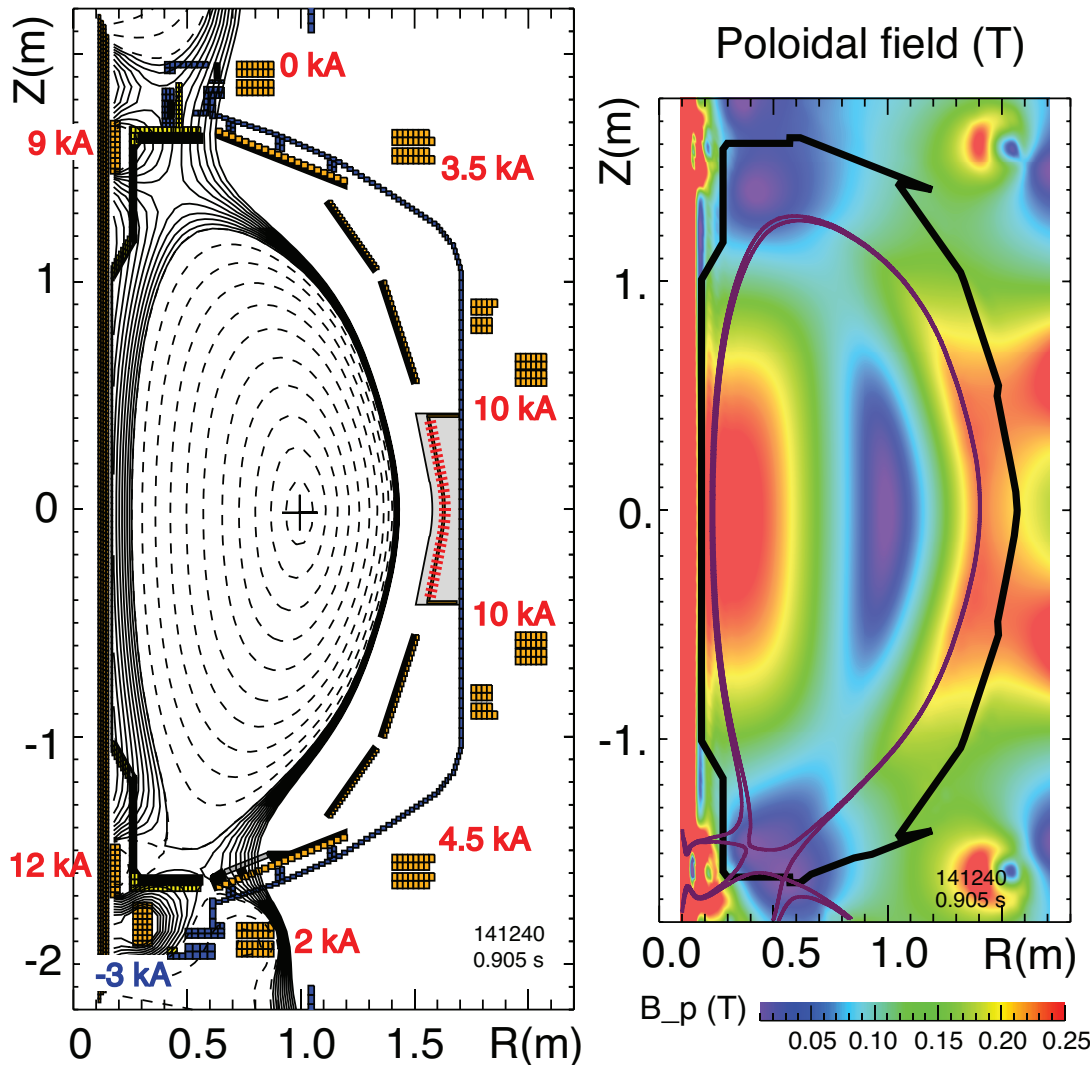 Z(m)
0 kA
9 kA
3.5 kA
1
10 kA
0
10 kA
-1
12 kA
4.5 kA
2 kA
-3 kA
-2
141240
0.905 s
0
0.5
1.0
1.5
R(m)
Poloidal field (T)
Z(m)
1.
0.
-1.
141240
0.905 s
0.0
0.5
1.0
R(m)
B_p (T)
0.05
0.10
0.15
0.20
0.25